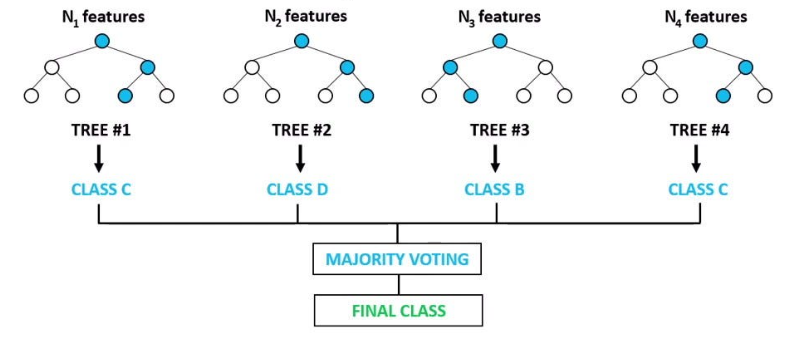 N₁ features N₂ features N₃ features N₄ features
TREE #1 TREE #2 TREE #3 TREE #4
CLASS C CLASS D CLASS B CLASS C
MAJORITY VOTING
FINAL CLASS